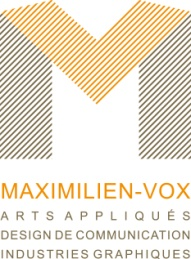 MAXIMILIEN-VOX
ARTS APPLIQUÉS
DESIGN DE COMMUNICATION
INDUSTRIES GRAPHIQUES